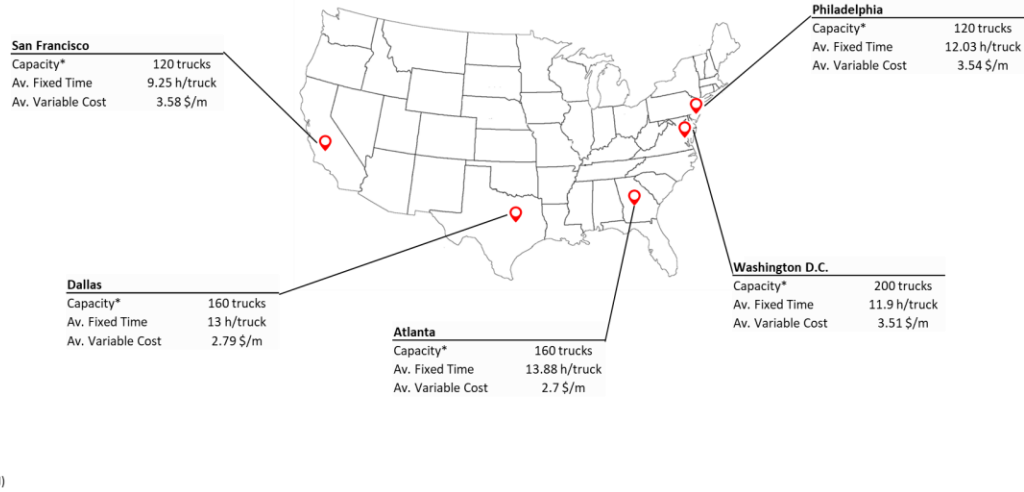 Philadelphia
Capacity* 120 trucks
Av. Fixed Time 12.03 h/truck
Av. Variable Cost 3.54 $/m
San Francisco
Capacity* 120 trucks
Av. Fixed Time 9.25 h/truck
Av. Variable Cost 3.58 $/m
Washington D.C.
Capacity* 200 trucks
Av. Fixed Time 11.9 h/truck
Av. Variable Cost 3.51 $/m
Dallas
Capacity* 160 trucks
Av. Fixed Time 13 h/truck
Av. Variable Cost 2.79 $/m
Atlanta
Capacity* 160 trucks
Av. Fixed Time 13.88 h/truck
Av. Variable Cost 2.7 $/m